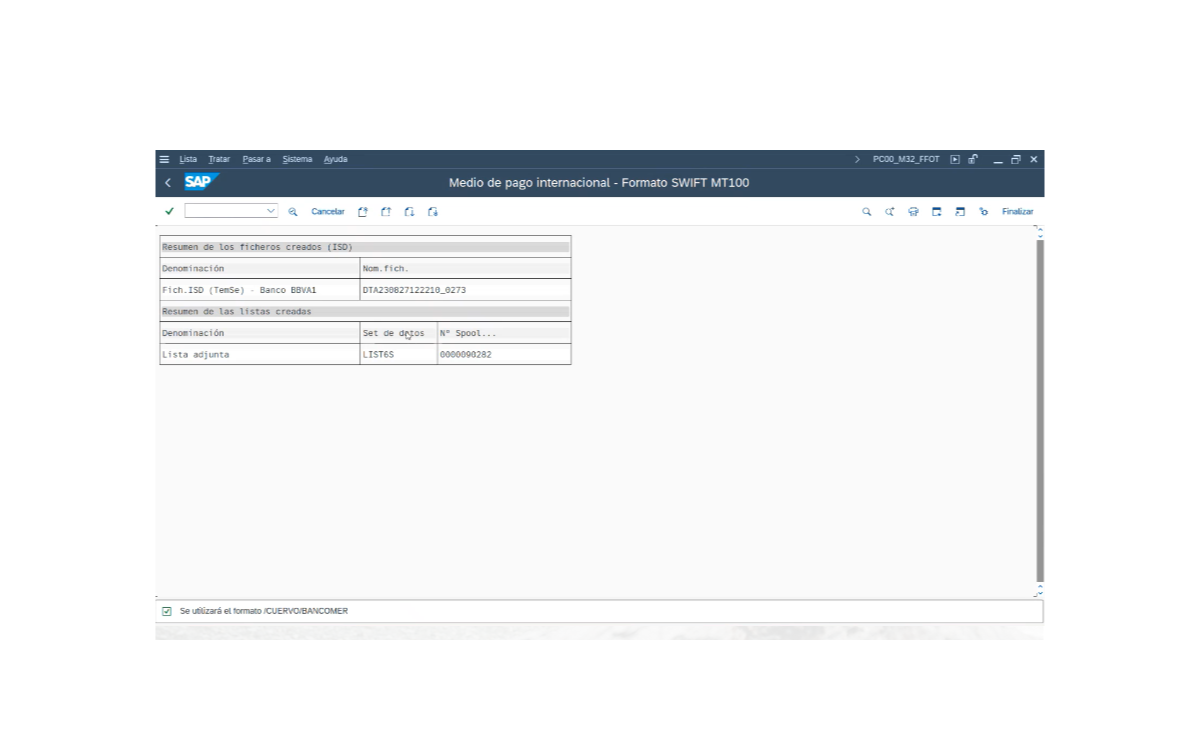 Lista Tratar Pasar a Sistema Ayuda PC00_M32_FFOT
SAP Medio de pago internacional - Formato SWIFT MT100
Cancelar Finalizar
Resumen de los ficheros creados (ISD)
Denominación Nom.fich.
Fich.ISD (TemSe) - Banco BBVA1 DTA230827122210_0273
Resumen de las listas creadas
Denominación Set de datos Nº Spool...
Lista adjunta LIST6S 0000090282
Se utilizará el formato /CUERVO/BANCOMER